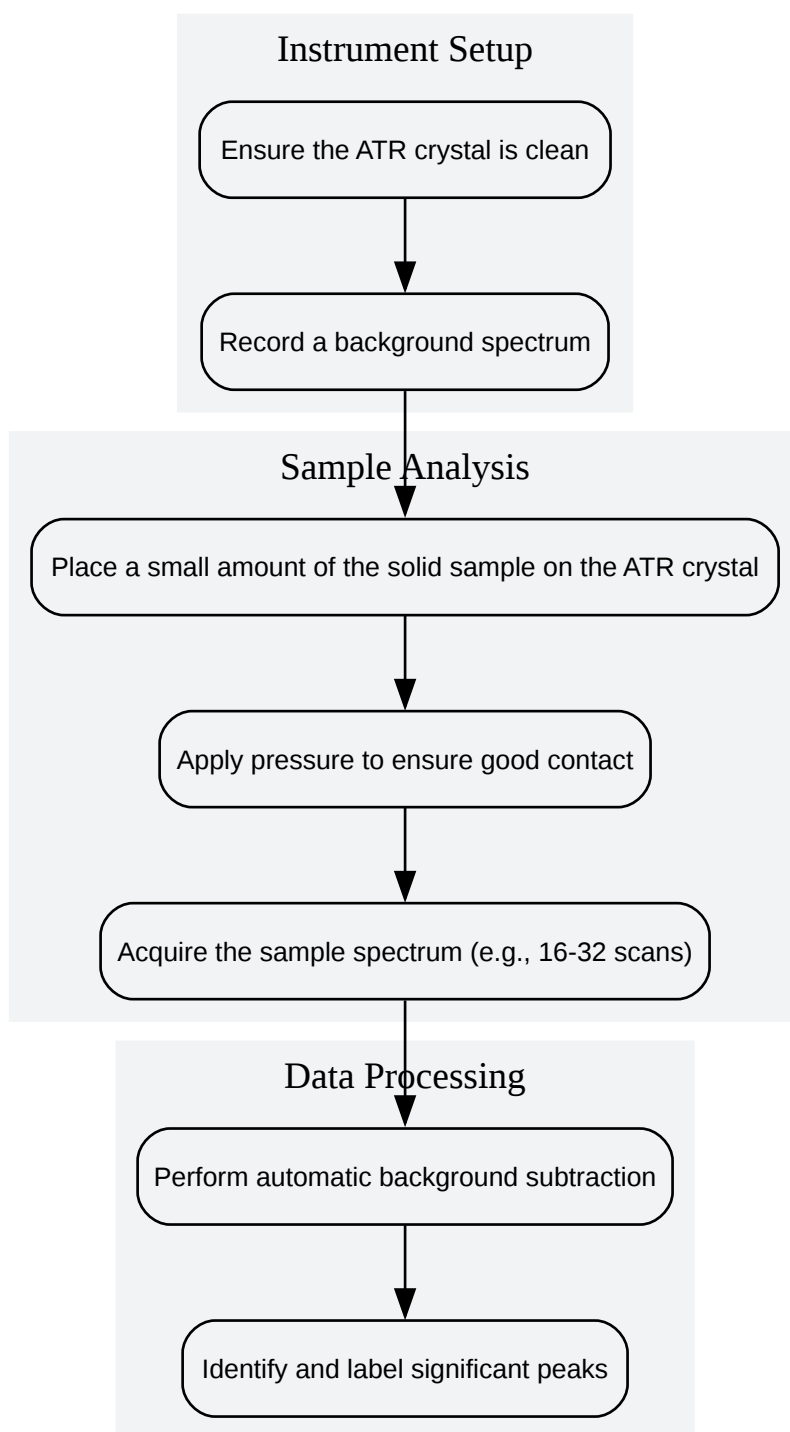 Instrument Setup
Ensure the ATR crystal is clean
Record a background spectrum
Sample Analysis
Place a small amount of the solid sample on the ATR crystal
Apply pressure to ensure good contact
Acquire the sample spectrum (e.g., 16-32 scans)
Data Processing
Perform automatic background subtraction
Identify and label significant peaks